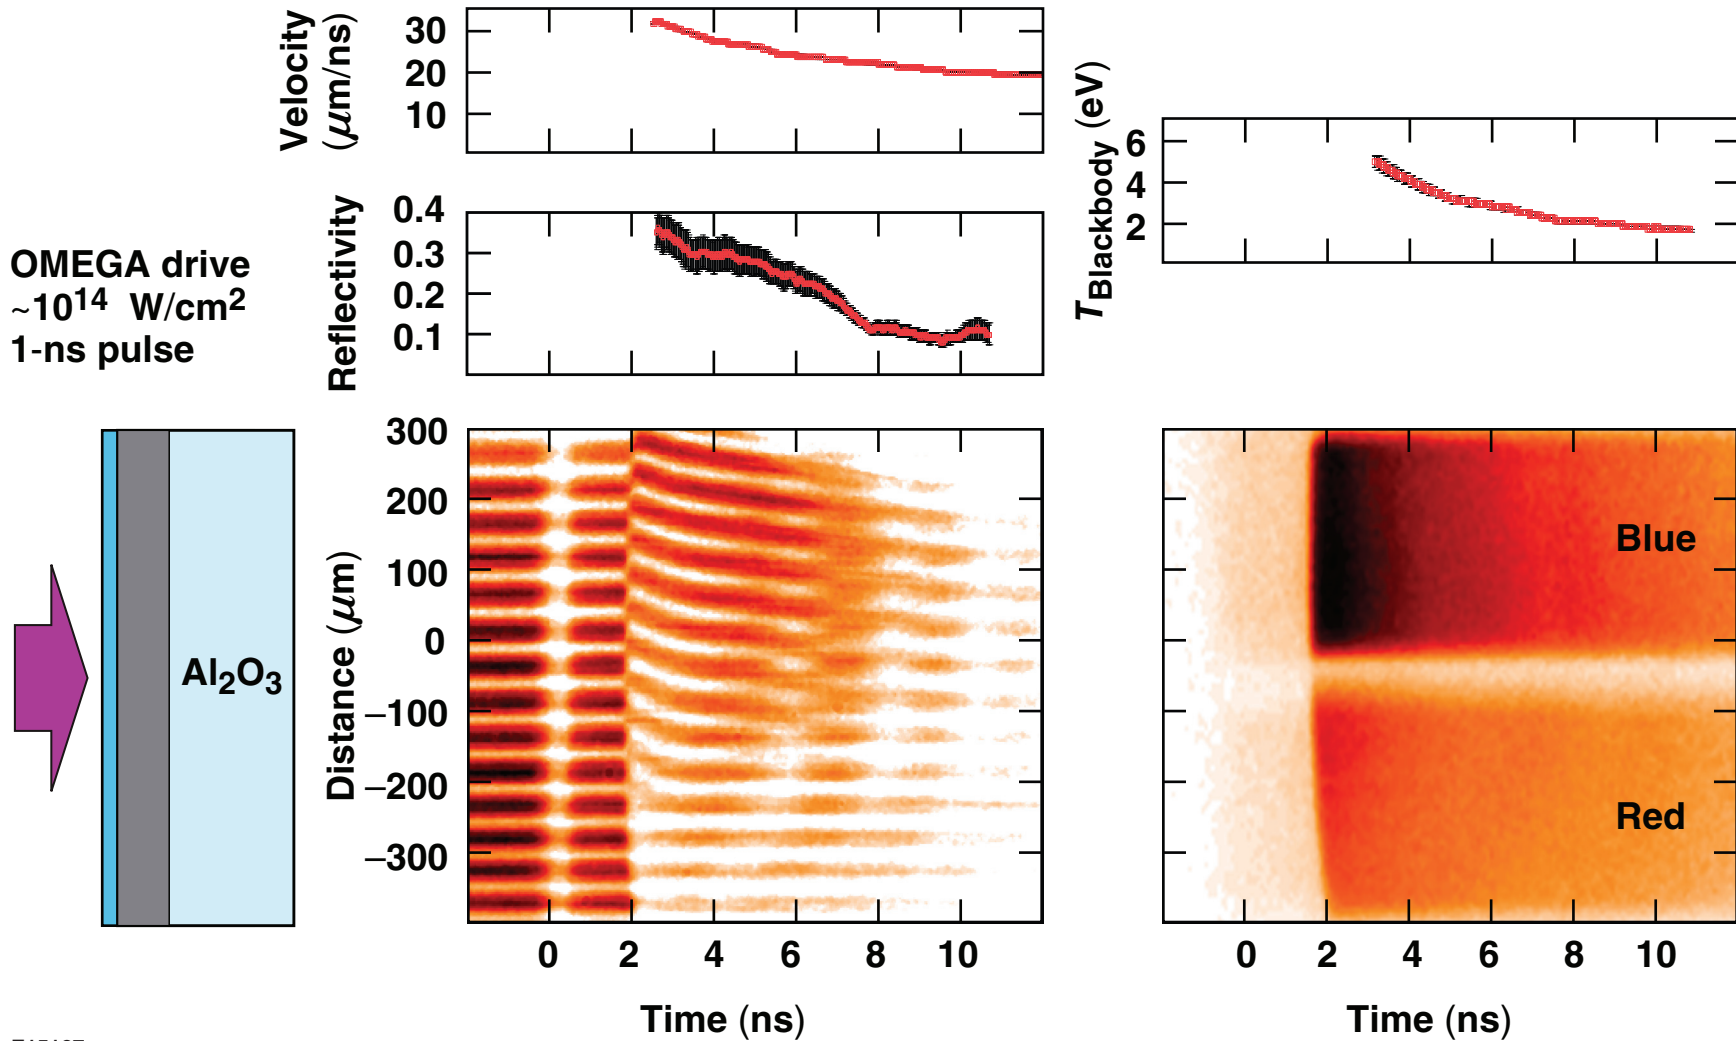 Velocity
(μm/ns)
30
20
10
Reflectivity
0.4
0.3
0.2
0.1
T Blackbody (eV)
6
4
2
OMEGA drive
~10¹⁴ W/cm²
1-ns pulse
Al₂O₃
Distance (μm)
300
200
100
0
–100
–200
–300
0 2 4 6 8 10
Time (ns)
Blue
Red
0 2 4 6 8 10
Time (ns)